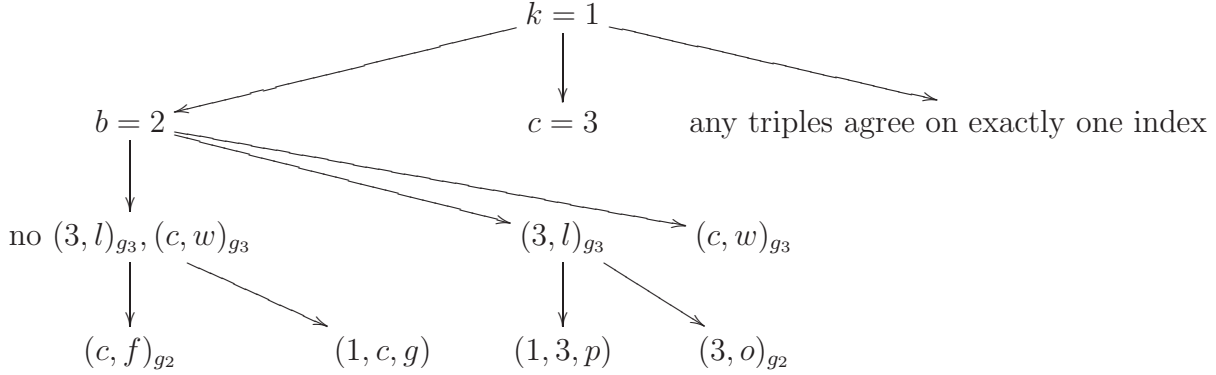 k = 1
b = 2 c = 3 any triples agree on exactly one index
no (3, l)_{g_3}, (c, w)_{g_3} (3, l)_{g_3} (c, w)_{g_3}
(c, f)_{g_2} (1, c, g) (1, 3, p) (3, o)_{g_2}